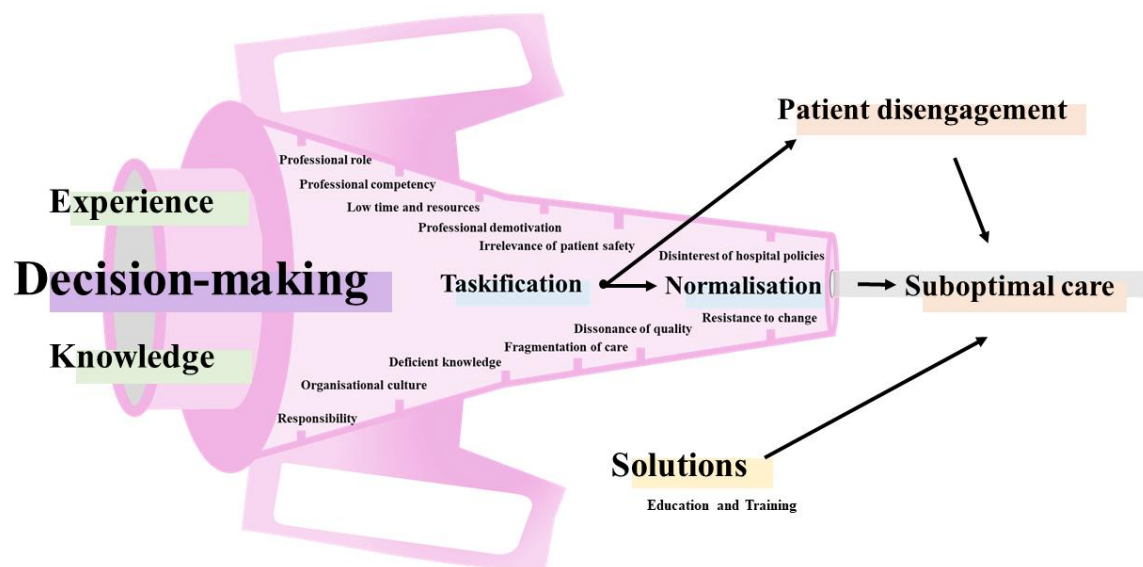 Patient disengagement
Professional role
Professional competency
Experience
Low time and resources
Professional demotivation
Irrelevance of patient safety
Disinterest of hospital policies
Decision-making
Taskification
Normalisation
Suboptimal care
Resistance to change
Dissonance of quality
Fragmentation of care
Knowledge
Deficient knowledge
Organisational culture
Responsibility
Solutions
Education and Training